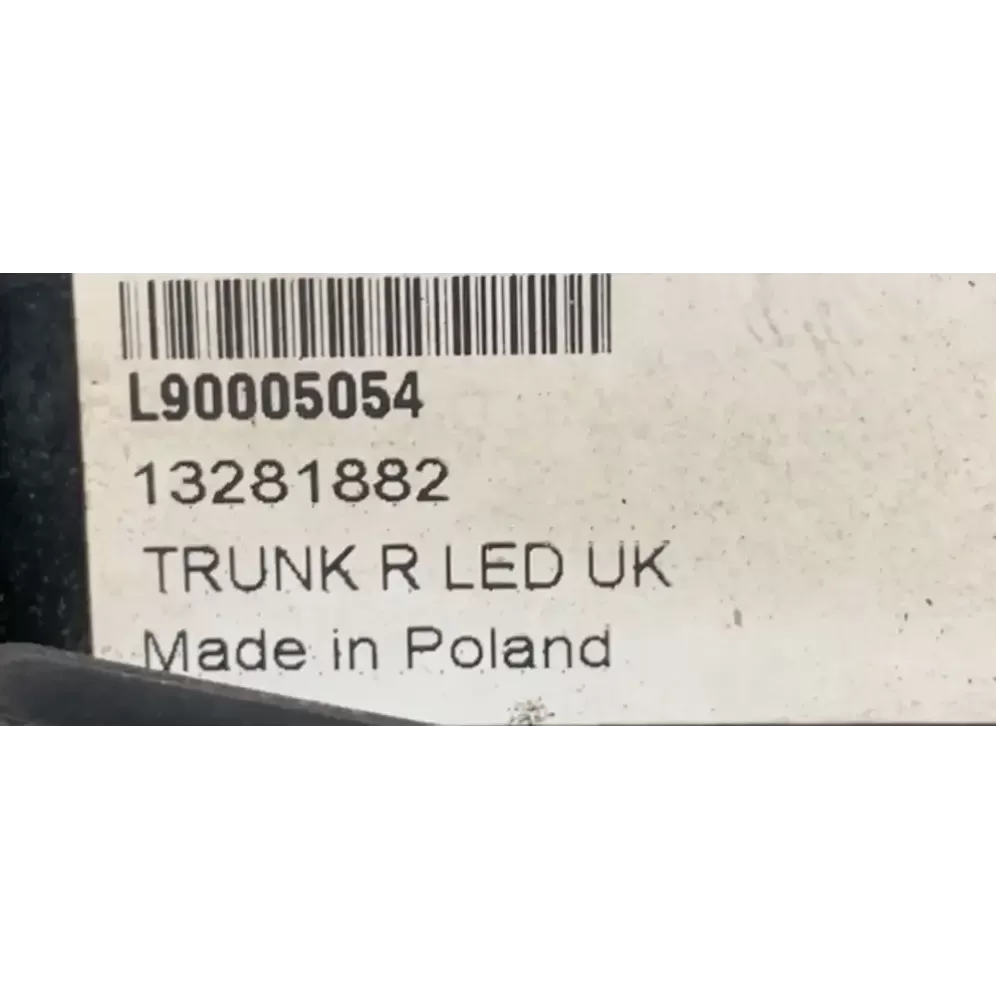 L90005054
13281882
TRUNK R LED UK
Made in Poland